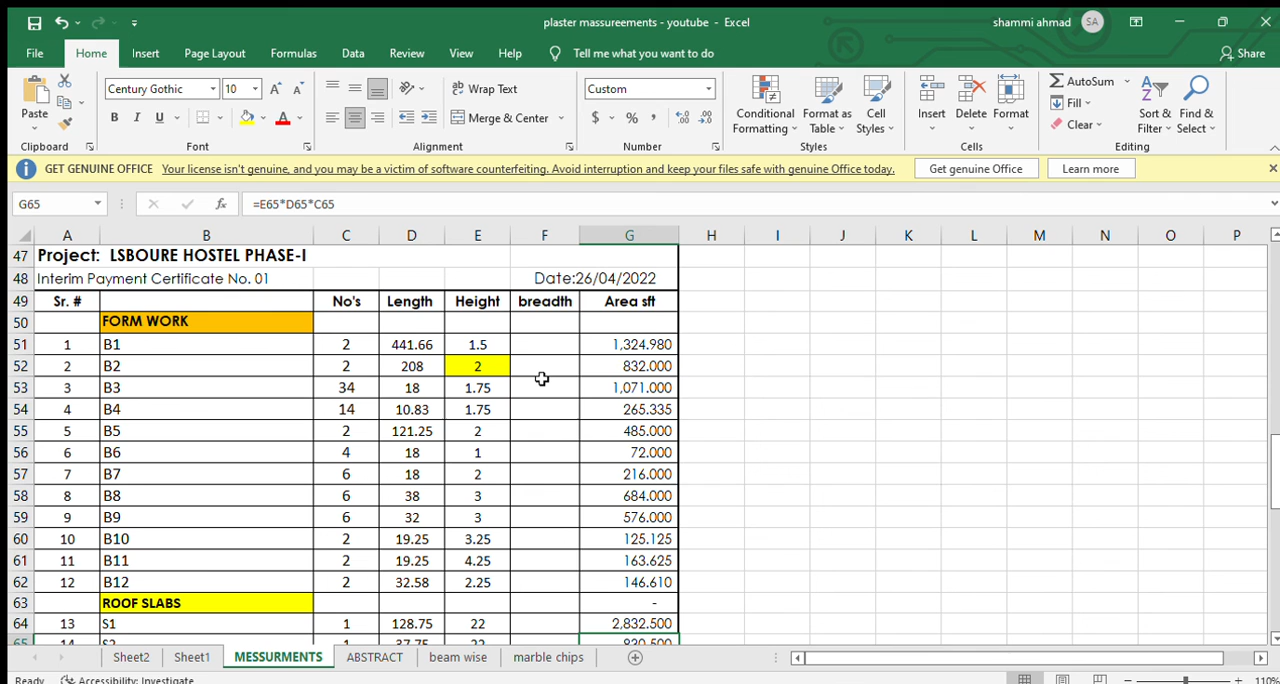 plaster massureements - youtube - Excel
shammi ahmad SA
File Home Insert Page Layout Formulas Data Review View Help Tell me what you want to do Share
Paste
Century Gothic 10 A A
B I U A
ab Wrap Text
Merge & Center
Custom
$ % ,
Conditional Formatting
Format as Table
Cell Styles
Insert Delete Format
AutoSum
Fill
Clear
Sort & Filter
Find & Select
Clipboard Font Alignment Number Styles Cells Editing
GET GENUINE OFFICE Your license isn't genuine, and you may be a victim of software counterfeiting. Avoid interruption and keep your files safe with genuine Office today. Get genuine Office Learn more
G65 fx =E65*D65*C65
A B C D E F G H I J K L M N O P
47 Project: LSBOURE HOSTEL PHASE-I
48 Interim Payment Certificate No. 01 Date:26/04/2022
49 Sr. # No's Length Height breadth Area sft
50 FORM WORK
51 1 B1 2 441.66 1.5 1,324.980
52 2 B2 2 208 2 832.000
53 3 B3 34 18 1.75 1,071.000
54 4 B4 14 10.83 1.75 265.335
55 5 B5 2 121.25 2 485.000
56 6 B6 4 18 1 72.000
57 7 B7 6 18 2 216.000
58 8 B8 6 38 3 684.000
59 9 B9 6 32 3 576.000
60 10 B10 2 19.25 3.25 125.125
61 11 B11 2 19.25 4.25 163.625
62 12 B12 2 32.58 2.25 146.610
63 ROOF SLABS -
64 13 S1 1 128.75 22 2,832.500
65 14 S2 1 37.75 22 830.500
Sheet2 Sheet1 MESSURMENTS ABSTRACT beam wise marble chips
Ready Accessibility: Investigate 110%